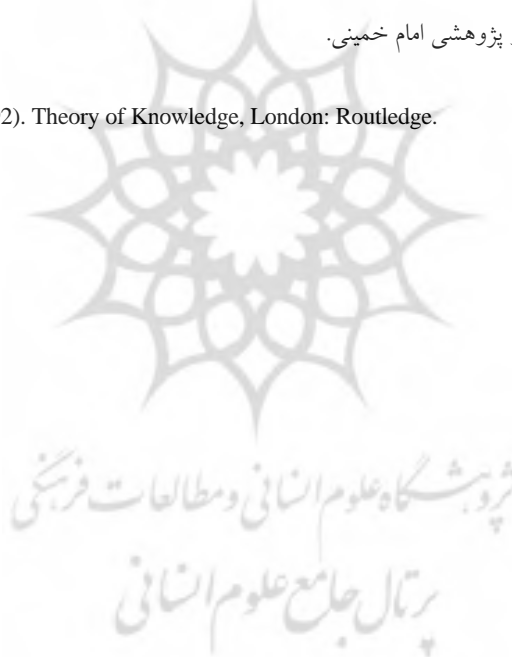 پژوهشی امام خمینی.
2). Theory of Knowledge, London: Routledge.
پژوهشگاه علوم انسانی و مطالعات فرهنگی
پرتال جامع علوم انسانی